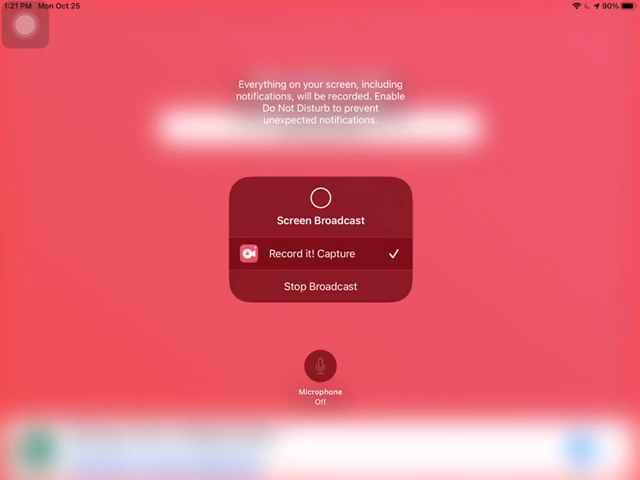 1:21 PM Mon Oct 25
90%
Everything on your screen, including
notifications, will be recorded. Enable
Do Not Disturb to prevent
unexpected notifications.
Screen Broadcast
Record it! Capture
Stop Broadcast
Microphone
Off